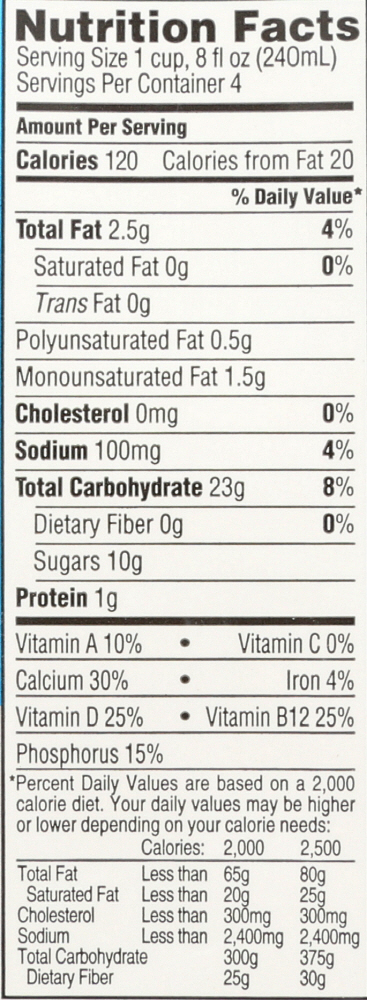 Nutrition Facts
Serving Size 1 cup, 8 fl oz (240mL)
Servings Per Container 4
Amount Per Serving
Calories 120 Calories from Fat 20
% Daily Value*
Total Fat 2.5g 4%
Saturated Fat 0g 0%
Trans Fat 0g
Polyunsaturated Fat 0.5g
Monounsaturated Fat 1.5g
Cholesterol 0mg 0%
Sodium 100mg 4%
Total Carbohydrate 23g 8%
Dietary Fiber 0g 0%
Sugars 10g
Protein 1g
Vitamin A 10% • Vitamin C 0%
Calcium 30% • Iron 4%
Vitamin D 25% • Vitamin B12 25%
Phosphorus 15%
*Percent Daily Values are based on a 2,000
calorie diet. Your daily values may be higher
or lower depending on your calorie needs:
Calories: 2,000 2,500
Total Fat Less than 65g 80g
Saturated Fat Less than 20g 25g
Cholesterol Less than 300mg 300mg
Sodium Less than 2,400mg 2,400mg
Total Carbohydrate 300g 375g
Dietary Fiber 25g 30g